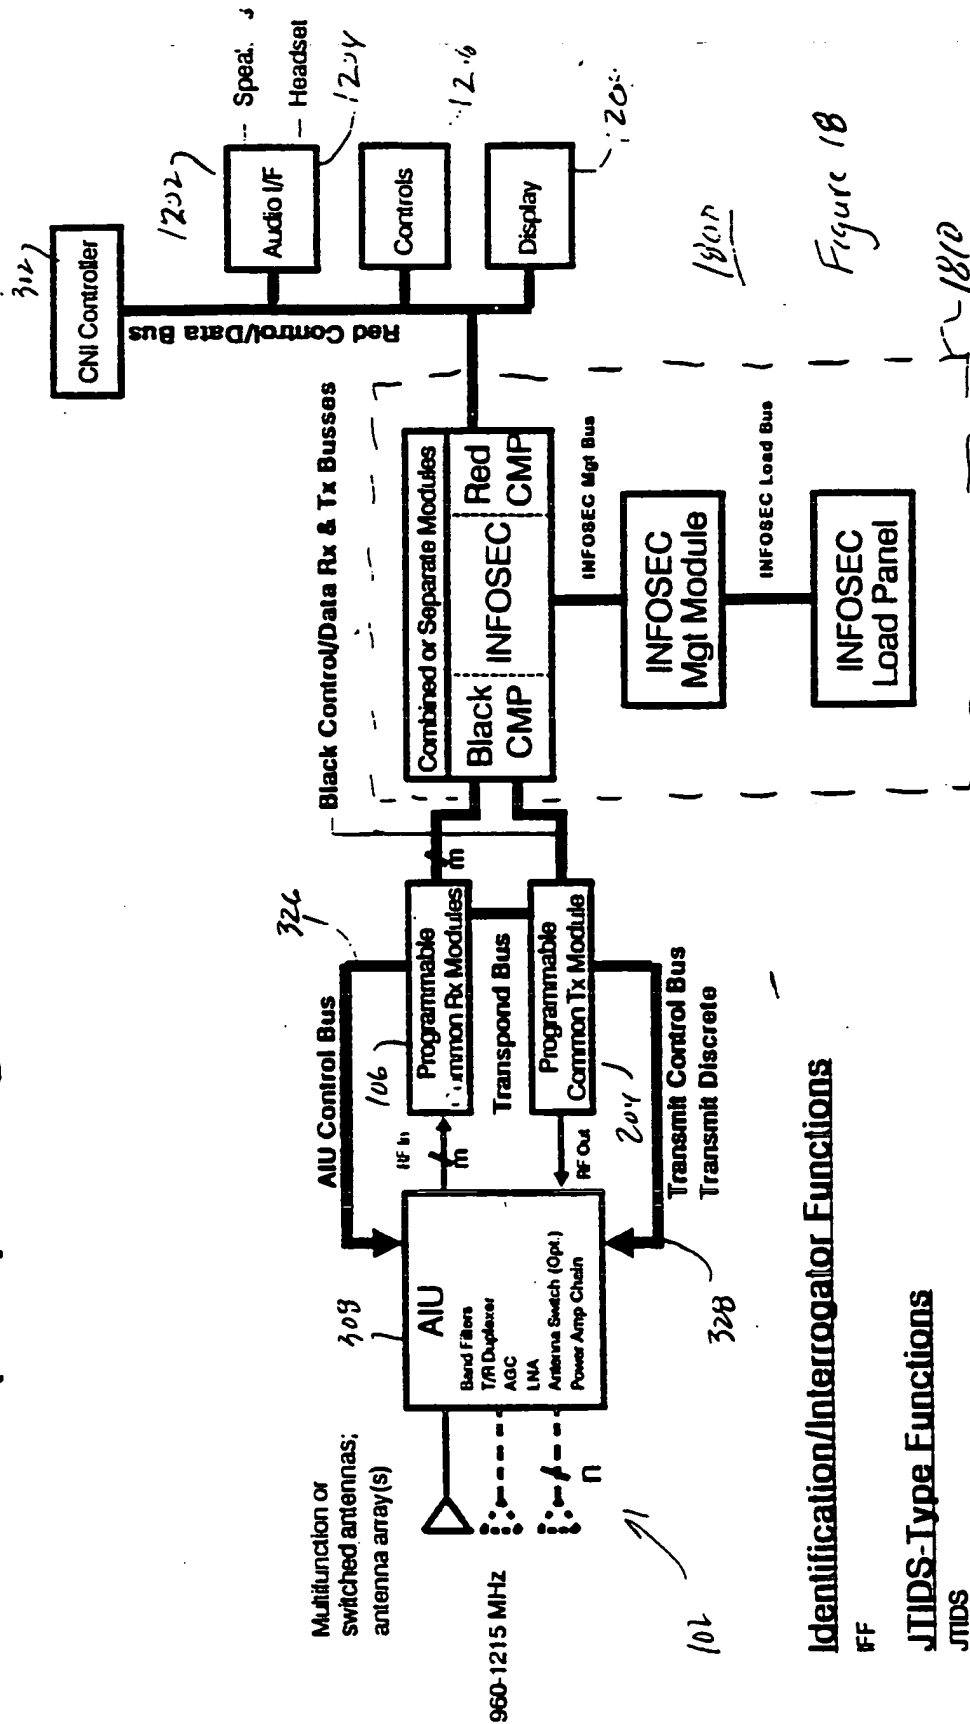 312
CNI Controller
1202
Audio I/F
Headset
1204
Controls
Display
Red Control/Data Bus
Black Control/Data Rx & Tx Busses
Combined or Separate Modules
Black CMP
INFOSEC
Red CMP
INFOSEC Mgt Bus
INFOSEC
Mgt Module
INFOSEC Load Bus
INFOSEC
Load Panel
Figure 18
1810
326
AIU Control Bus
106
Programmable
Common Rx Modules
m
RF In
m
Transpond Bus
Programmable
Common Tx Module
RF Out
204
Transmit Control Bus
Transmit Discrete
328
308
AIU
Band Filters
T/R Duplexer
AGC
LNA
Antenna Switch (Opt.)
Power Amp Chain
Multifunction or
switched antennas;
antenna array(s)
960-1215 MHz
n
102
Identification/Interrogator Functions
IFF
JTIDS-Type Functions
JTIDS